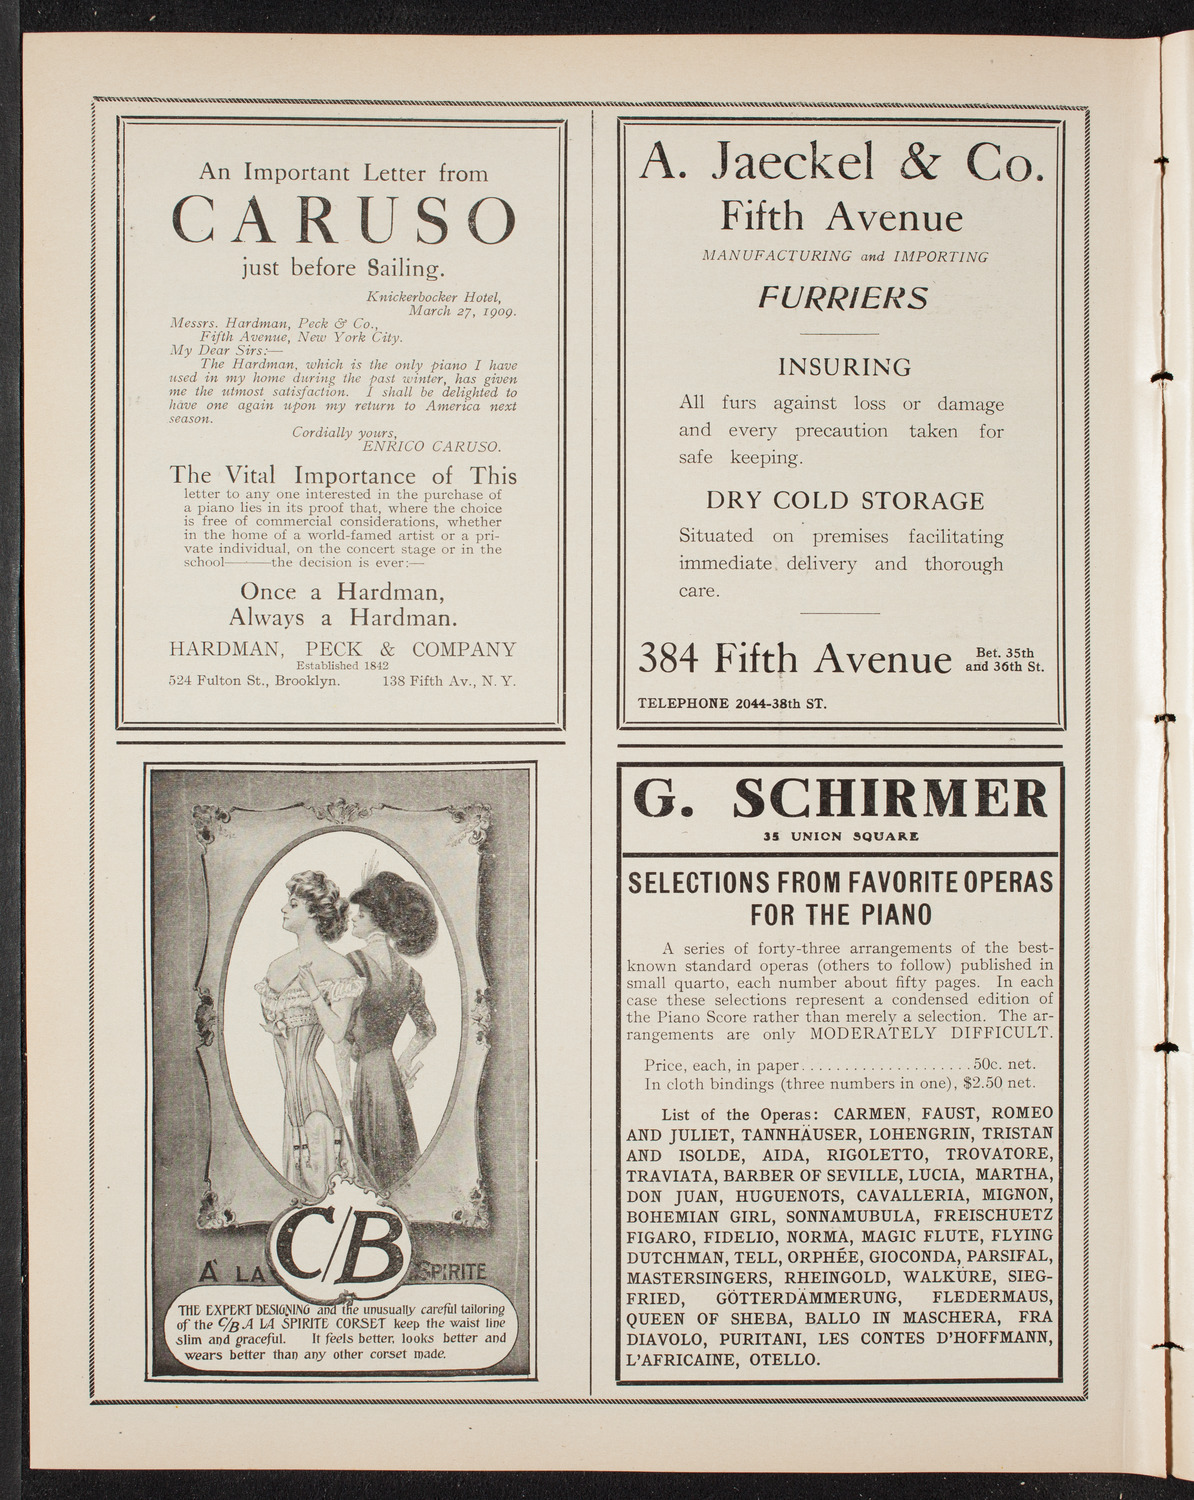 An Important Letter from
CARUSO
just before Sailing.
Knickerbocker Hotel,
March 27, 1909.
Messrs. Hardman, Peck & Co.,
Fifth Avenue, New York City.
My Dear Sirs:—
The Hardman, which is the only piano I have
used in my home during the past winter, has given
me the utmost satisfaction. I shall be delighted to
have one again upon my return to America next
season.
Cordially yours,
ENRICO CARUSO.
The Vital Importance of This
letter to any one interested in the purchase of
a piano lies in its proof that, where the choice
is free of commercial considerations, whether
in the home of a world-famed artist or a pri-
vate individual, on the concert stage or in the
school———the decision is ever:—
Once a Hardman,
Always a Hardman.
HARDMAN, PECK & COMPANY
Established 1842
524 Fulton St., Brooklyn. 138 Fifth Av., N. Y.
C/B
A LA SPIRITE
THE EXPERT DESIGNING and the unusually careful tailoring
of the C/B A LA SPIRITE CORSET keep the waist line
slim and graceful. It feels better, looks better and
wears better than any other corset made.
A. Jaeckel & Co.
Fifth Avenue
MANUFACTURING and IMPORTING
FURRIERS
INSURING
All furs against loss or damage
and every precaution taken for
safe keeping.
DRY COLD STORAGE
Situated on premises facilitating
immediate delivery and thorough
care.
384 Fifth Avenue Bet. 35th
and 36th St.
TELEPHONE 2044-38th ST.
G. SCHIRMER
35 UNION SQUARE
SELECTIONS FROM FAVORITE OPERAS
FOR THE PIANO
A series of forty-three arrangements of the best-
known standard operas (others to follow) published in
small quarto, each number about fifty pages. In each
case these selections represent a condensed edition of
the Piano Score rather than merely a selection. The ar-
rangements are only MODERATELY DIFFICULT.
Price, each, in paper...................50c. net.
In cloth bindings (three numbers in one), $2.50 net.
List of the Operas: CARMEN, FAUST, ROMEO
AND JULIET, TANNHÄUSER, LOHENGRIN, TRISTAN
AND ISOLDE, AIDA, RIGOLETTO, TROVATORE,
TRAVIATA, BARBER OF SEVILLE, LUCIA, MARTHA,
DON JUAN, HUGUENOTS, CAVALLERIA, MIGNON,
BOHEMIAN GIRL, SONNAMUBULA, FREISCHUETZ
FIGARO, FIDELIO, NORMA, MAGIC FLUTE, FLYING
DUTCHMAN, TELL, ORPHÉE, GIOCONDA, PARSIFAL,
MASTERSINGERS, RHEINGOLD, WALKÜRE, SIEG-
FRIED, GÖTTERDÄMMERUNG, FLEDERMAUS,
QUEEN OF SHEBA, BALLO IN MASCHERA, FRA
DIAVOLO, PURITANI, LES CONTES D'HOFFMANN,
L'AFRICAINE, OTELLO.